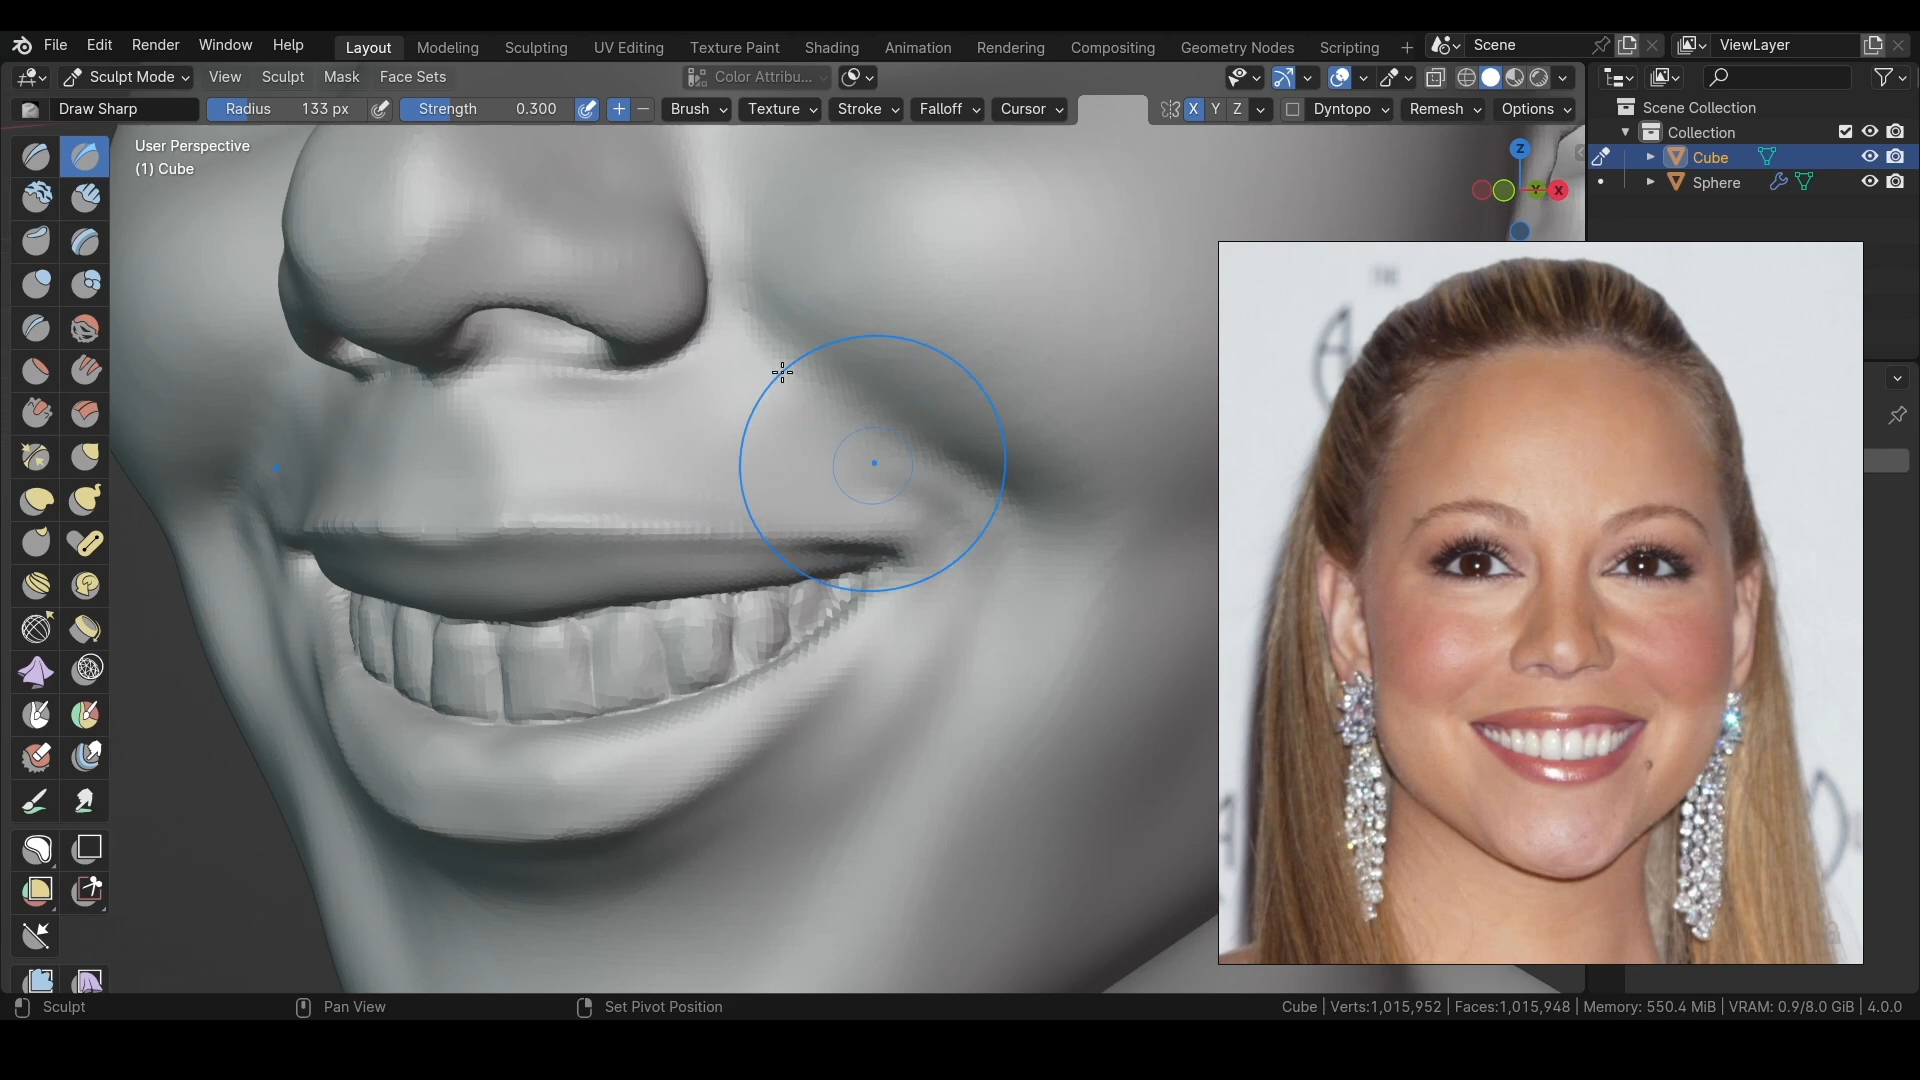 File Edit Render Window Help Layout Modeling Sculpting UV Editing Texture Paint Shading Animation Rendering Compositing Geometry Nodes Scripting + Scene ViewLayer
Sculpt Mode View Sculpt Mask Face Sets Color Attribu...
Draw Sharp Radius 133 px Strength 0.300 Brush Texture Stroke Falloff Cursor X Y Z Dyntopo Remesh Options
Scene Collection
Collection
Cube
Sphere
User Perspective
(1) Cube
Z
Y
X
Sculpt Pan View Set Pivot Position Cube | Verts:1,015,952 | Faces:1,015,948 | Memory: 550.4 MiB | VRAM: 0.9/8.0 GiB | 4.0.0